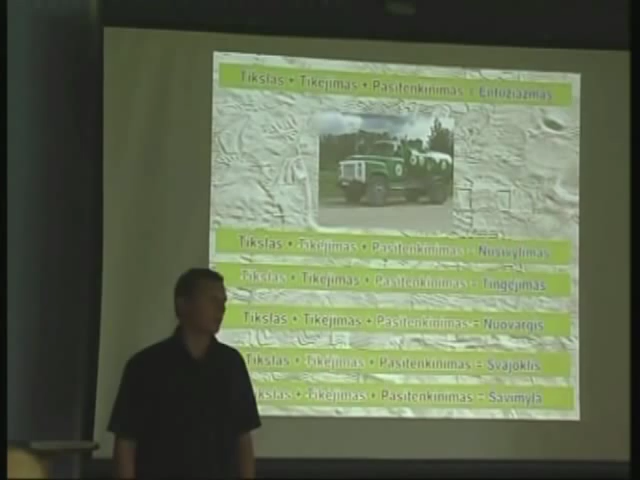 Tikslas + Tikėjimas + Pasitenkinimas = Entuziazmas
Tikslas + Tikėjimas + Pasitenkinimas = Nusivylimas
Tikslas + Tikėjimas + Pasitenkinimas = Tingėjimas
Tikslas + Tikėjimas + Pasitenkinimas = Nuovargis
Tikslas + Tikėjimas + Pasitenkinimas = Svajoklis
Tikslas + Tikėjimas + Pasitenkinimas = Savimyla